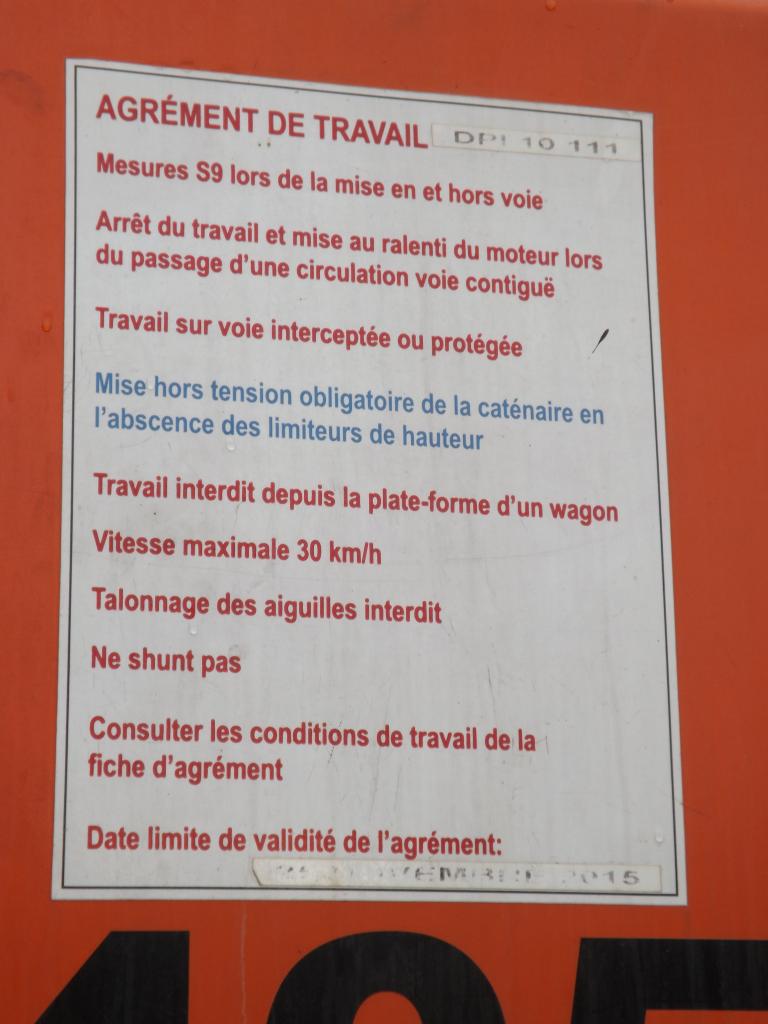 AGRÉMENT DE TRAVAIL DPI 10 111
Mesures S9 lors de la mise en et hors voie
Arrêt du travail et mise au ralenti du moteur lors
du passage d'une circulation voie contiguë
Travail sur voie interceptée ou protégée
Mise hors tension obligatoire de la caténaire en
l'abscence des limiteurs de hauteur
Travail interdit depuis la plate-forme d'un wagon
Vitesse maximale 30 km/h
Talonnage des aiguilles interdit
Ne shunt pas
Consulter les conditions de travail de la
fiche d'agrément
Date limite de validité de l'agrément:
NOVEMBRE 2015